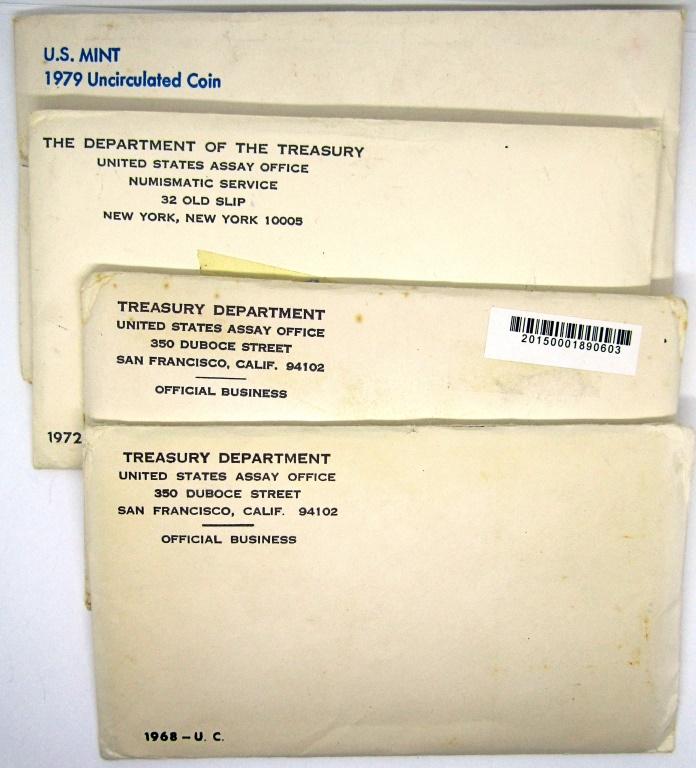 U.S. MINT
1979 Uncirculated Coin
THE DEPARTMENT OF THE TREASURY
UNITED STATES ASSAY OFFICE
NUMISMATIC SERVICE
32 OLD SLIP
NEW YORK, NEW YORK 10005
1972
TREASURY DEPARTMENT
UNITED STATES ASSAY OFFICE
350 DUBOCE STREET
SAN FRANCISCO, CALIF. 94102
OFFICIAL BUSINESS
20150001890603
TREASURY DEPARTMENT
UNITED STATES ASSAY OFFICE
350 DUBOCE STREET
SAN FRANCISCO, CALIF. 94102
OFFICIAL BUSINESS
1968 – U. C.